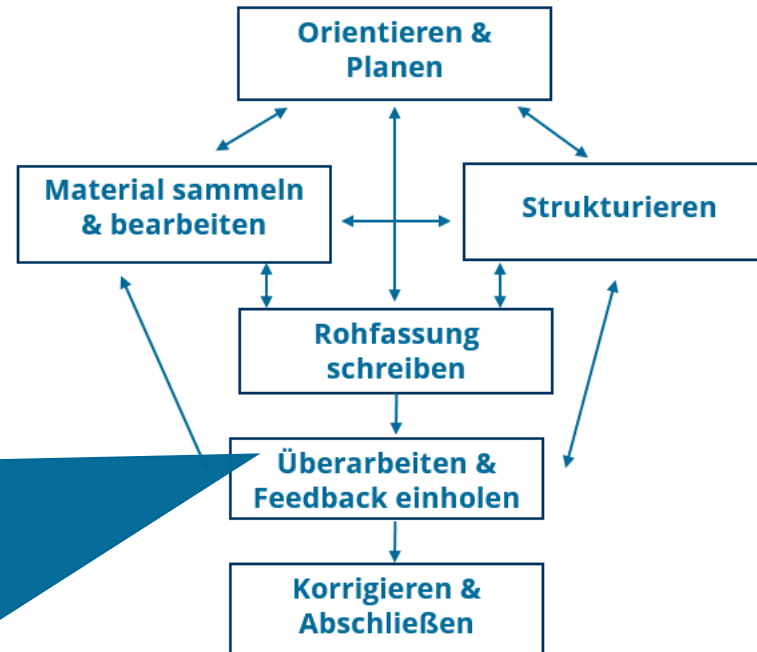 Orientieren &
Planen
Material sammeln
& bearbeiten
Strukturieren
Rohfassung
schreiben
Überarbeiten &
Feedback einholen
Korrigieren &
Abschließen